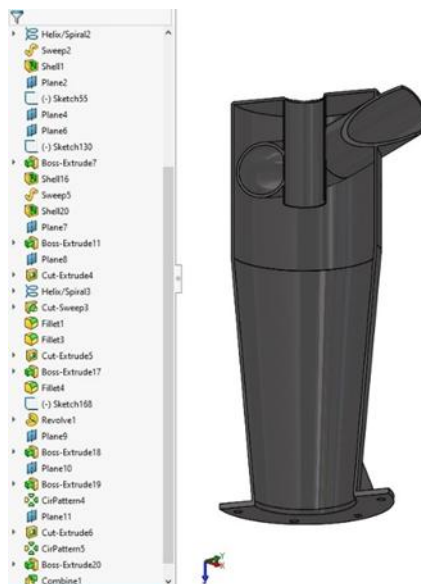 Helix/Spiral2
Sweep2
Shell1
Plane2
(-) Sketch55
Plane4
Plane6
(-) Sketch130
Boss-Extrude7
Shell16
Sweep5
Shell20
Plane7
Boss-Extrude11
Plane8
Cut-Extrude4
Helix/Spiral3
Cut-Sweep3
Fillet1
Fillet3
Cut-Extrude5
Boss-Extrude17
Fillet4
(-) Sketch168
Revolve1
Plane9
Boss-Extrude18
Plane10
Boss-Extrude19
CirPattern4
Plane11
Cut-Extrude6
CirPattern5
Boss-Extrude20
Combine1